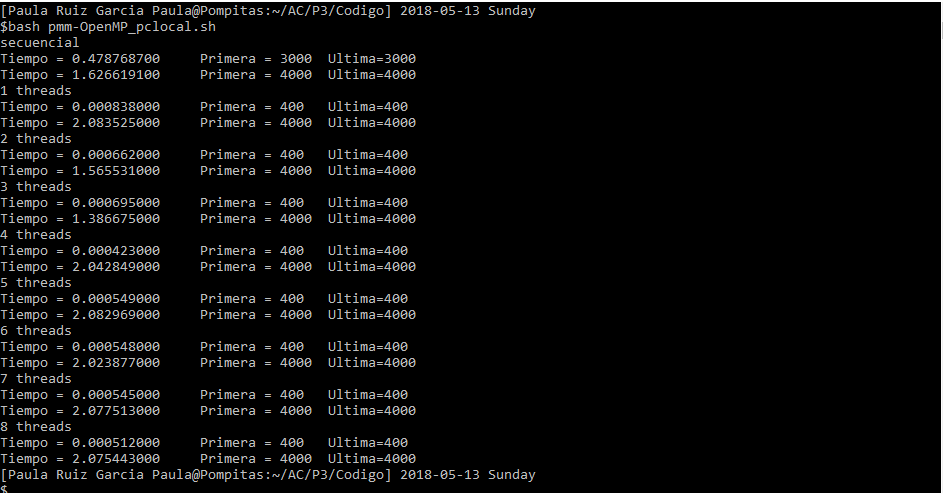 [Paula Ruiz Garcia Paula@Pompitas:~/AC/P3/Codigo] 2018-05-13 Sunday
$bash pmm-OpenMP_pclocal.sh
secuencial
Tiempo = 0.478768700     Primera = 3000  Ultima=3000
Tiempo = 1.626619100     Primera = 4000  Ultima=4000
1 threads
Tiempo = 0.000838000     Primera = 400   Ultima=400
Tiempo = 2.083525000     Primera = 4000  Ultima=4000
2 threads
Tiempo = 0.000662000     Primera = 400   Ultima=400
Tiempo = 1.565531000     Primera = 4000  Ultima=4000
3 threads
Tiempo = 0.000695000     Primera = 400   Ultima=400
Tiempo = 1.386675000     Primera = 4000  Ultima=4000
4 threads
Tiempo = 0.000423000     Primera = 400   Ultima=400
Tiempo = 2.042849000     Primera = 4000  Ultima=4000
5 threads
Tiempo = 0.000549000     Primera = 400   Ultima=400
Tiempo = 2.082969000     Primera = 4000  Ultima=4000
6 threads
Tiempo = 0.000548000     Primera = 400   Ultima=400
Tiempo = 2.023877000     Primera = 4000  Ultima=4000
7 threads
Tiempo = 0.000545000     Primera = 400   Ultima=400
Tiempo = 2.077513000     Primera = 4000  Ultima=4000
8 threads
Tiempo = 0.000512000     Primera = 400   Ultima=400
Tiempo = 2.075443000     Primera = 4000  Ultima=4000
[Paula Ruiz Garcia Paula@Pompitas:~/AC/P3/Codigo] 2018-05-13 Sunday
$